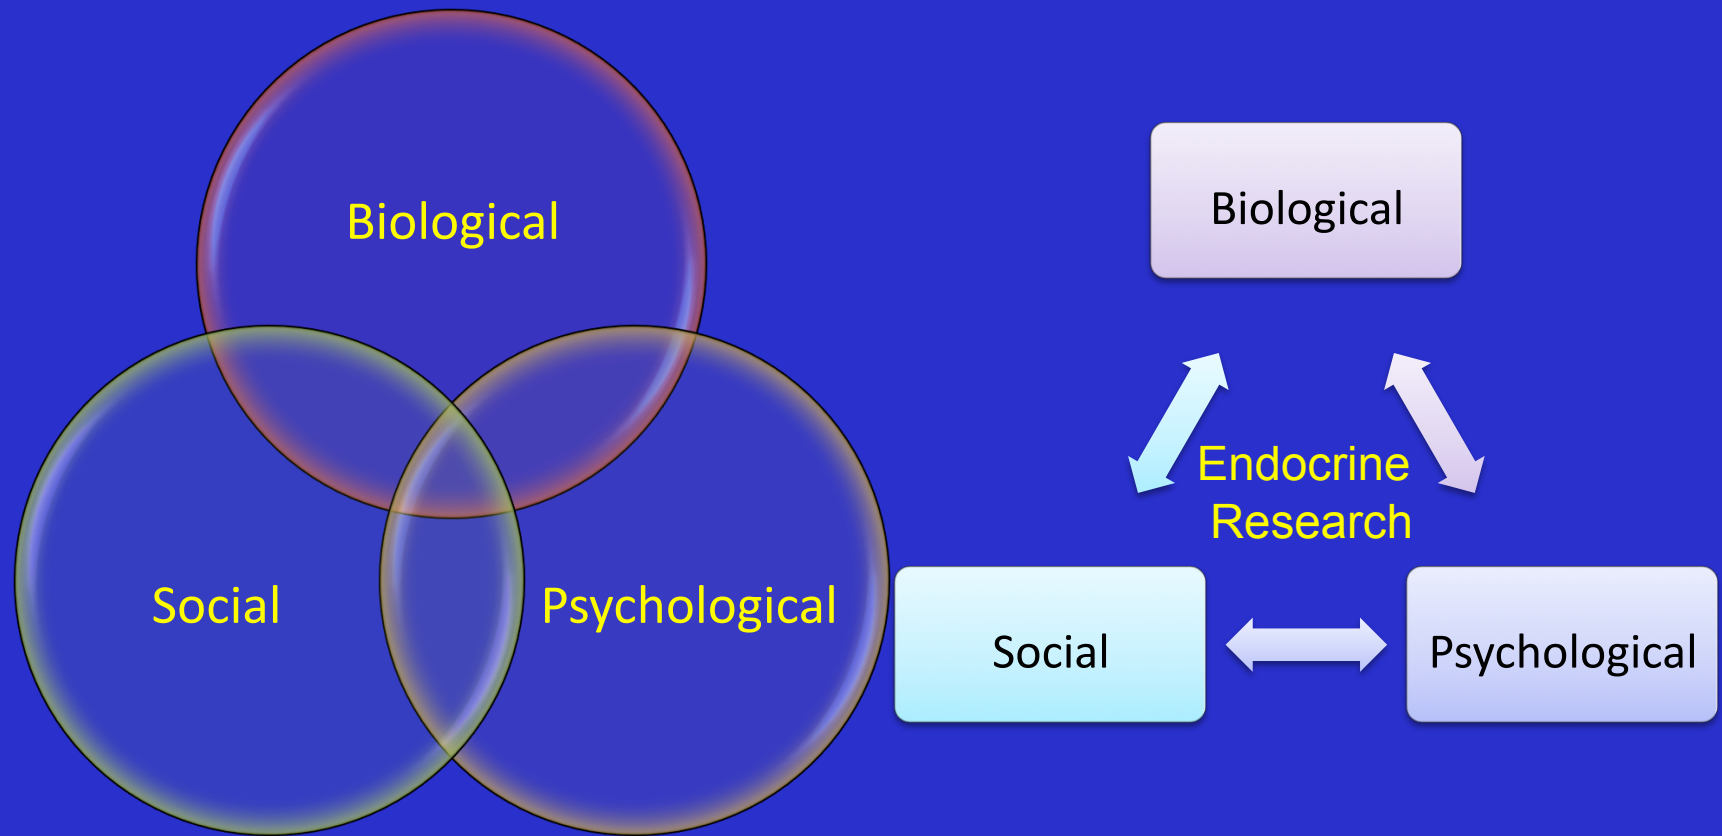 Biological
Social
Psychological
Biological
Endocrine
Research
Social
Psychological